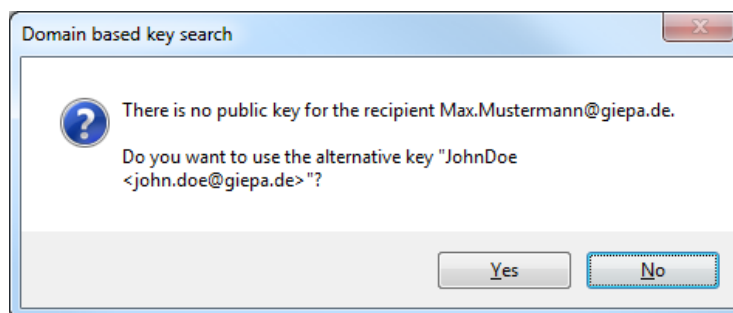 Domain based key search
There is no public key for the recipient Max.Mustermann@giepa.de.
Do you want to use the alternative key "JohnDoe
<john.doe@giepa.de>"?
Yes No